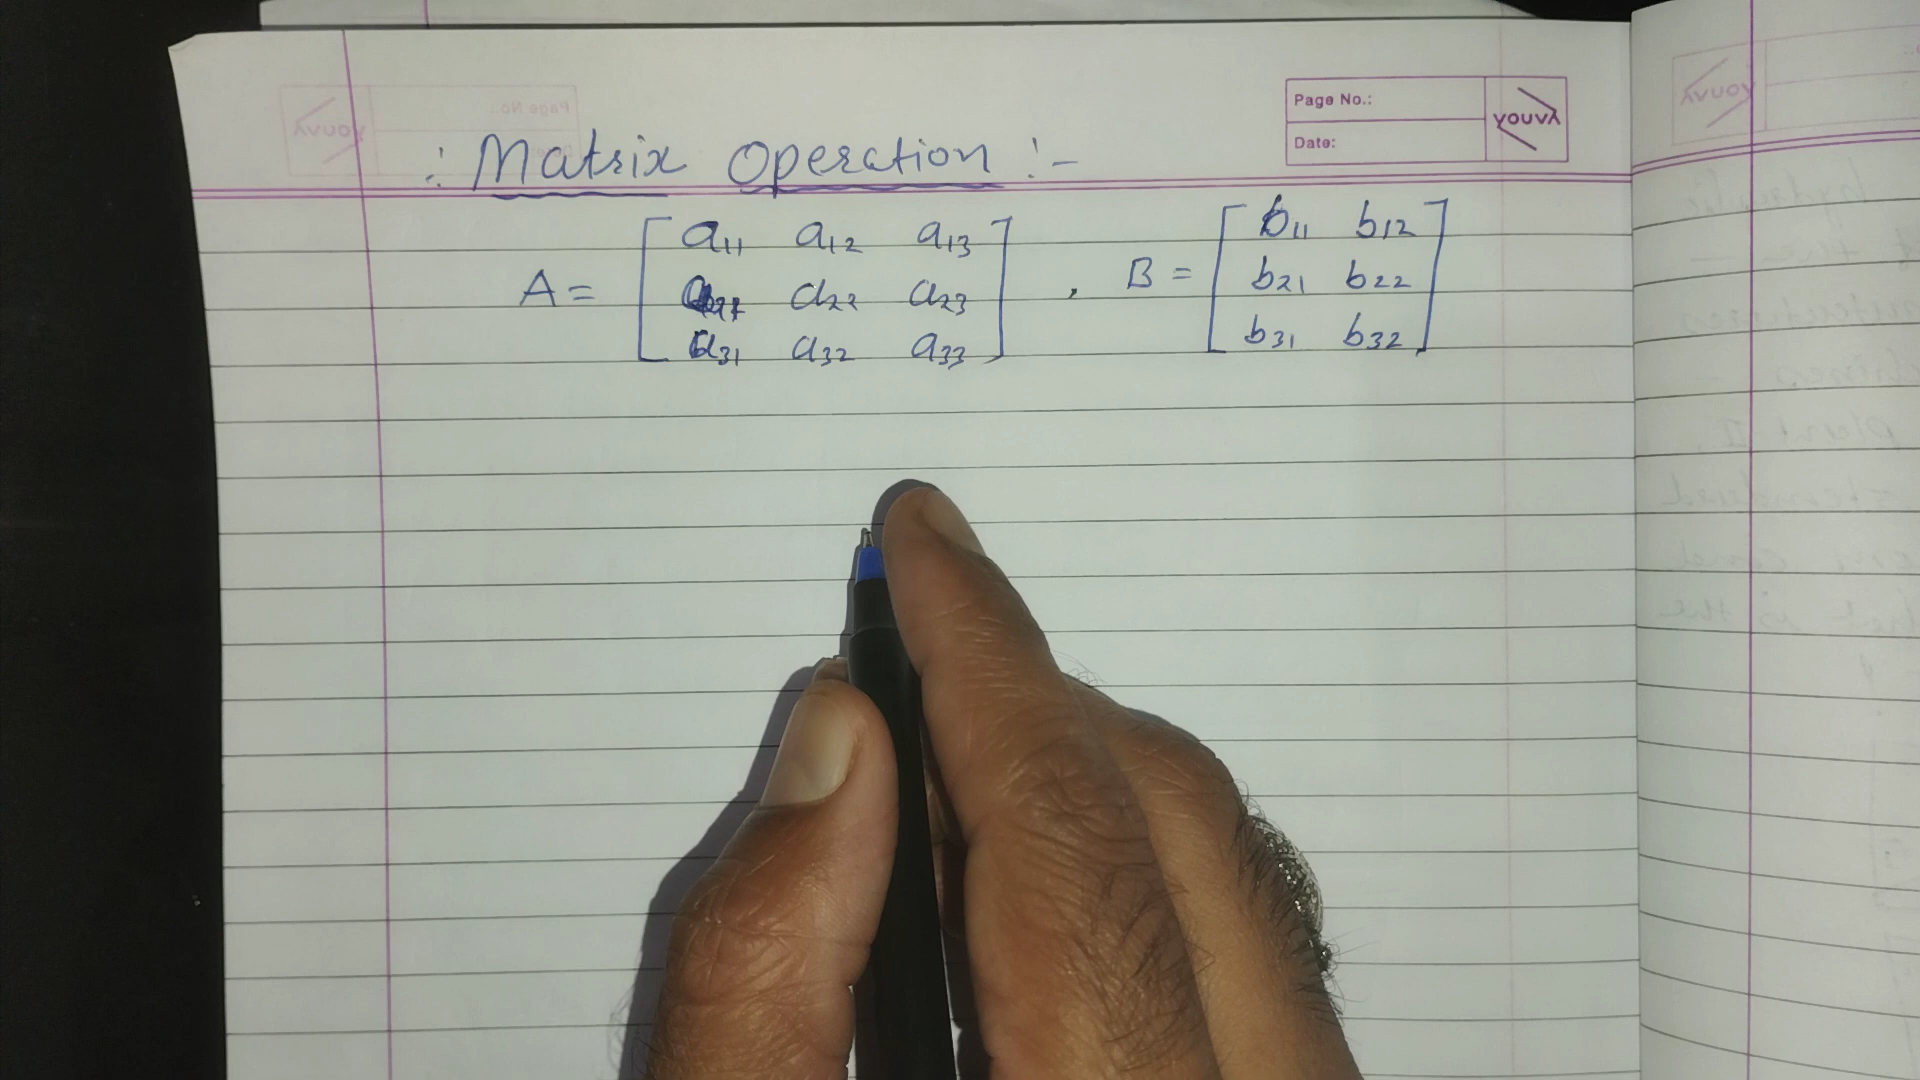 Page No.:
Date:
youva
: Matrix Operation :-
A = [ a11 a12 a13 ] , B = [ b11 b12 ]
a22 a23 b21 b22
a31 a32 a33 b31 b32